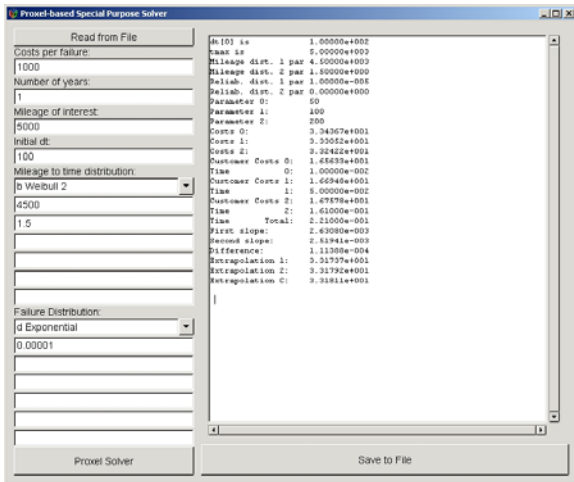 Proxel-based Special Purpose Solver
Read from File
Costs per failure:
1000
Number of years:
1
Mileage of interest:
5000
Initial dt:
100
Mileage to time distribution:
b Weibull 2
4500
1.5
Failure Distribution:
d Exponential
0.00001
Proxel Solver
dt[0] is 1.00000e+002
tmax is 5.00000e+003
Mileage dist. 1 par 4.50000e+003
Mileage dist. 2 par 1.50000e+000
Reliab. dist. 1 par 1.00000e-005
Reliab. dist. 2 par 0.00000e+000
Parameter 0: 50
Parameter 1: 100
Parameter 2: 200
Costs 0: 3.34367e+001
Costs 1: 3.33052e+001
Costs 2: 3.32422e+001
Customer Costs 0: 1.65633e+001
Time 0: 1.00000e-002
Customer Costs 1: 1.66948e+001
Time 1: 5.00000e-002
Customer Costs 2: 1.67578e+001
Time 2: 1.61000e-001
Time Total: 2.21000e-001
First slope: 2.63080e-003
Second slope: 2.51941e-003
Difference: 1.11388e-004
Extrapolation 1: 3.31737e+001
Extrapolation 2: 3.31792e+001
Extrapolation C: 3.31811e+001
Save to File